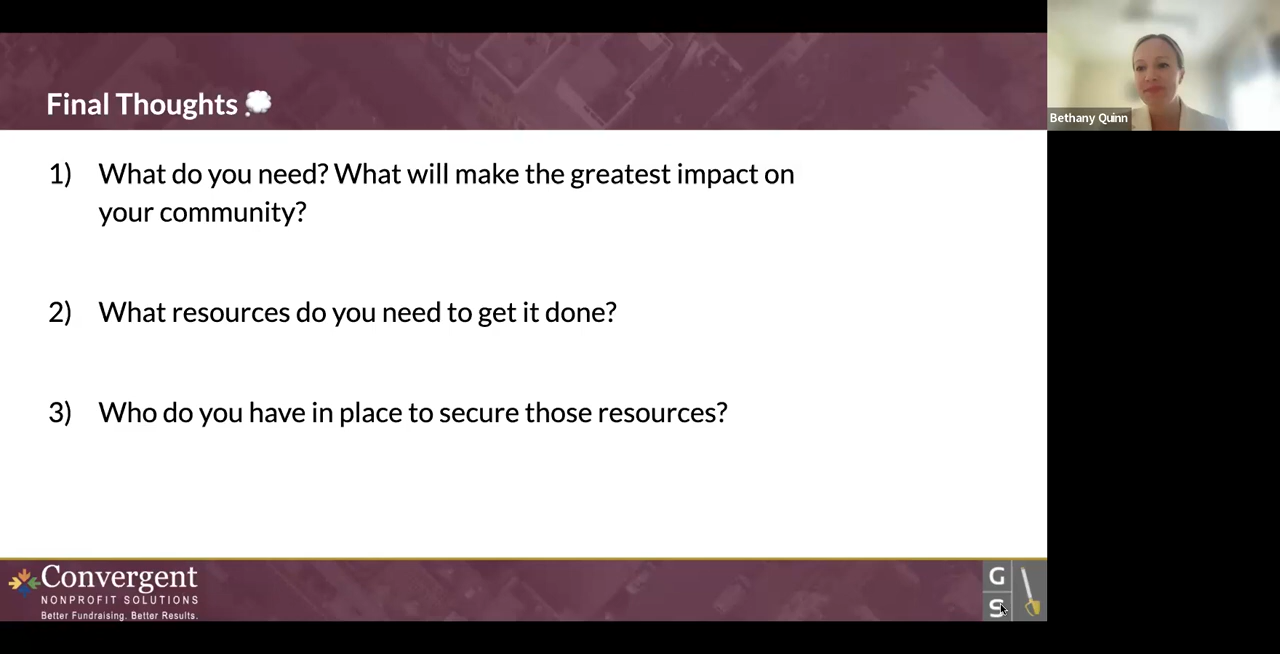 Final Thoughts
Bethany Quinn
1) What do you need? What will make the greatest impact on
your community?
2) What resources do you need to get it done?
3) Who do you have in place to secure those resources?
Convergent
NONPROFIT SOLUTIONS
Better Fundraising. Better Results.
G
S